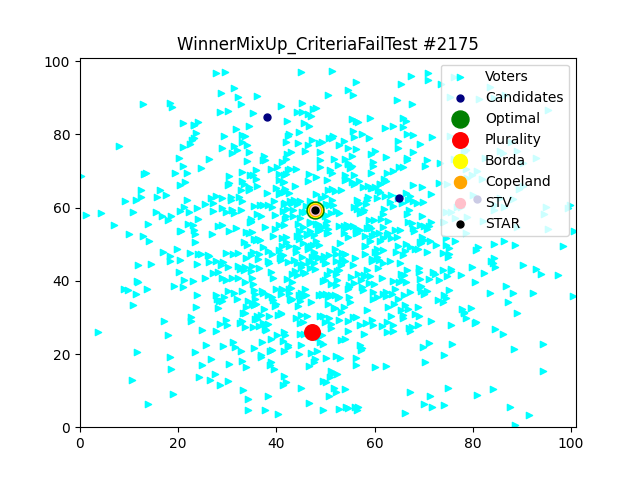 WinnerMixUp_CriteriaFailTest #2175
100
80
60
40
20
0
0 20 40 60 80 100
Voters
Candidates
Optimal
Plurality
Borda
Copeland
STV
STAR